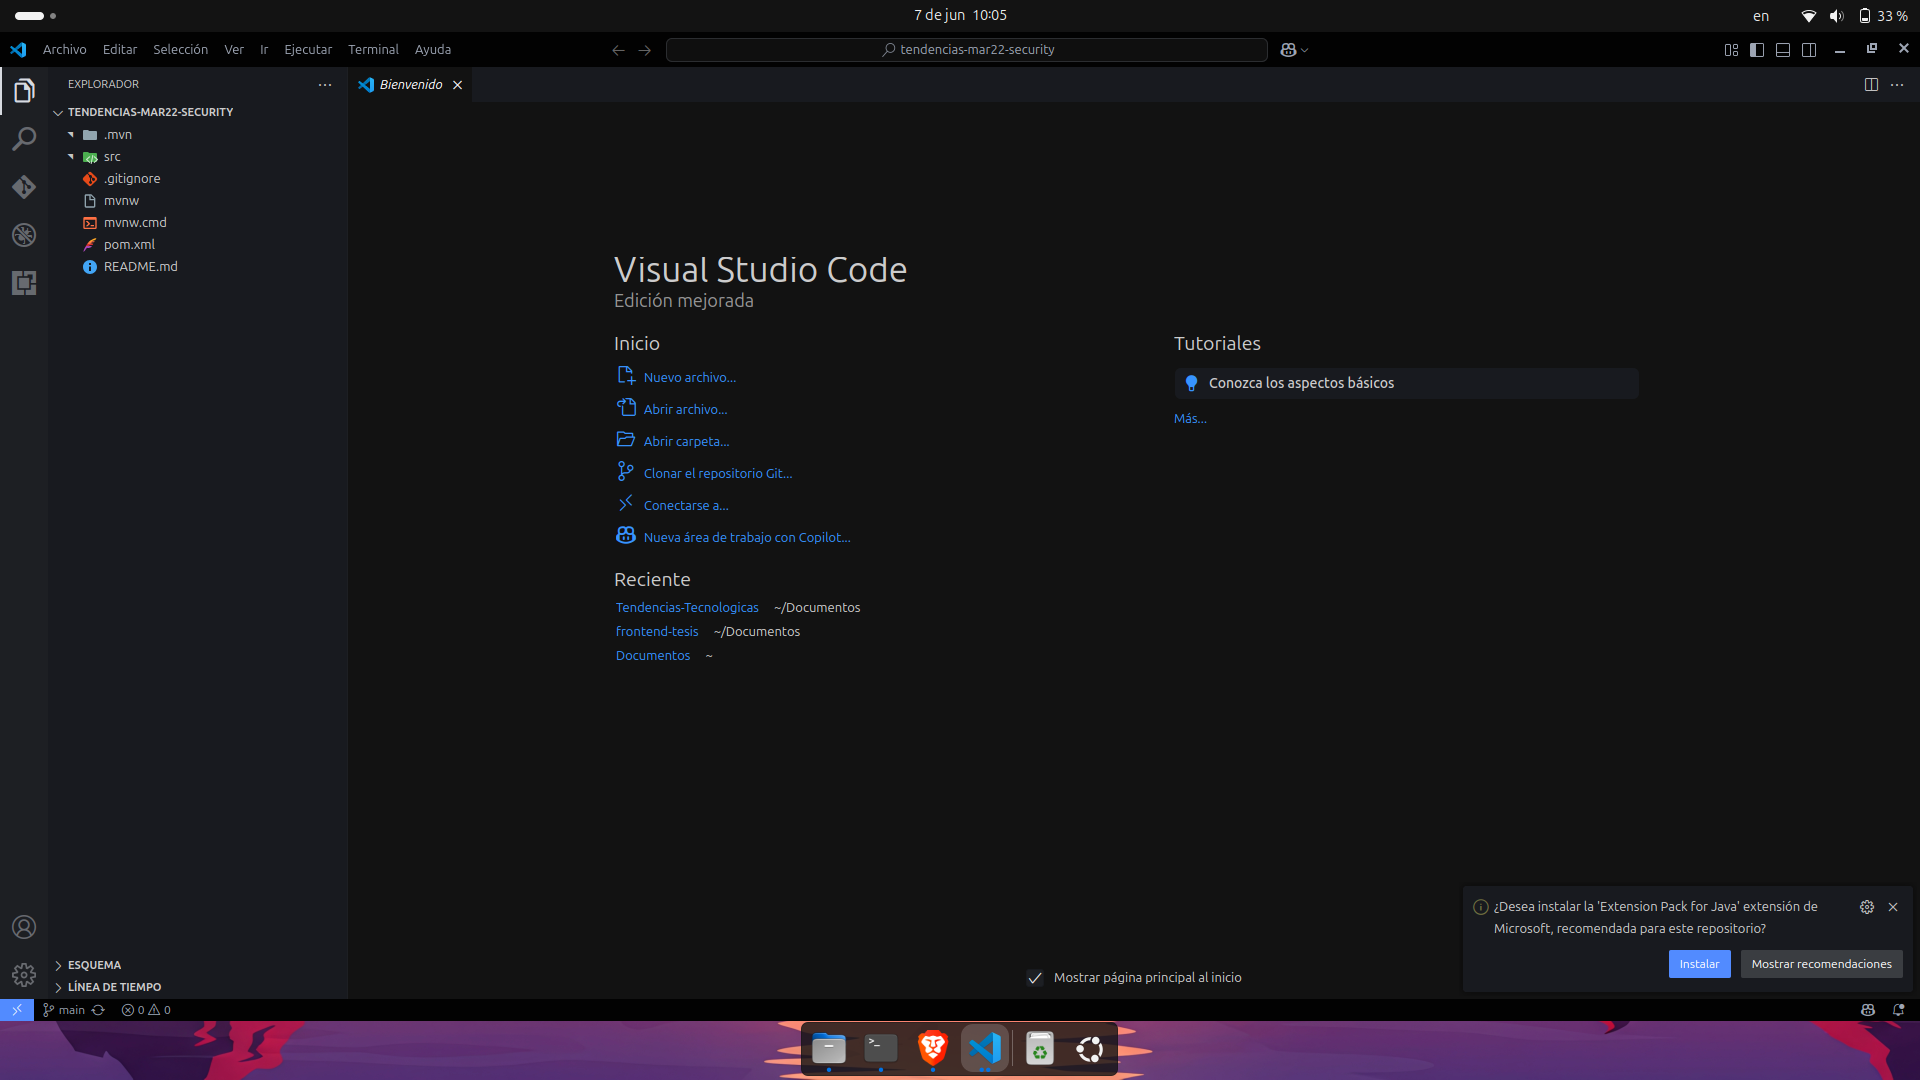 7 de jun 10:05
en
33 %
Archivo Editar Selección Ver Ir Ejecutar Terminal Ayuda
tendencias-mar22-security
EXPLORADOR
Bienvenido
TENDENCIAS-MAR22-SECURITY
.mvn
src
.gitignore
mvnw
mvnw.cmd
pom.xml
README.md
Visual Studio Code
Edición mejorada
Inicio
Nuevo archivo...
Abrir archivo...
Abrir carpeta...
Clonar el repositorio Git...
Conectarse a...
Nueva área de trabajo con Copilot...
Reciente
Tendencias-Tecnologicas ~/Documentos
frontend-tesis ~/Documentos
Documentos ~
Tutoriales
Conozca los aspectos básicos
Más...
¿Desea instalar la 'Extension Pack for Java' extensión de
Microsoft, recomendada para este repositorio?
Instalar
Mostrar recomendaciones
Mostrar página principal al inicio
ESQUEMA
LÍNEA DE TIEMPO
main
0
0